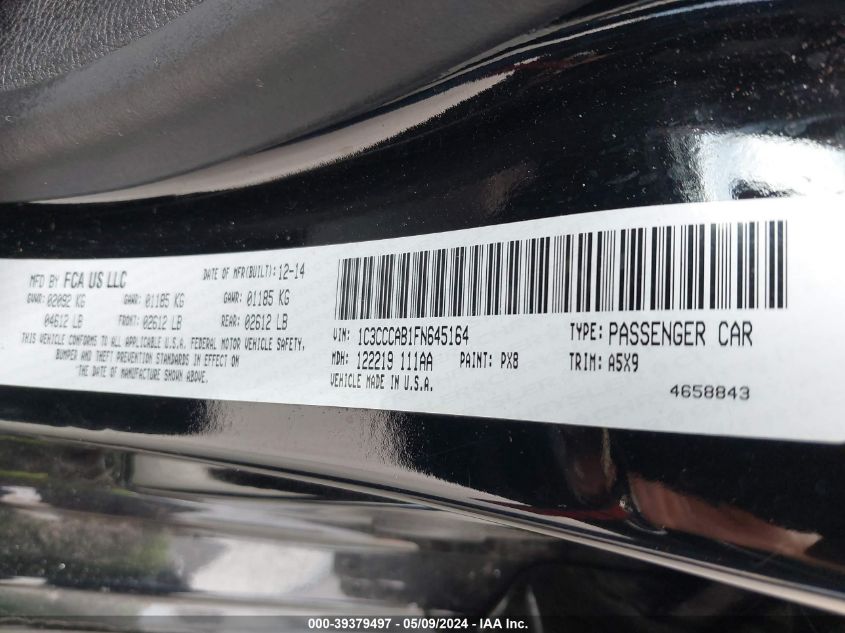 MFD BY FCA US LLC DATE OF MFR(BUILT): 12-14
GVWR: 02092 KG GAWR: 01185 KG GAWR: 01185 KG
04612 LB FRONT: 02612 LB REAR: 02612 LB
THIS VEHICLE CONFORMS TO ALL APPLICABLE U.S.A. FEDERAL MOTOR VEHICLE SAFETY,
BUMPER AND THEFT PREVENTION STANDARDS IN EFFECT ON
THE DATE OF MANUFACTURE SHOWN ABOVE.
VIN: 1C3CCCAB1FN645164 TYPE: PASSENGER CAR
MDH: 122219 111AA PAINT: PX8 TRIM: A5X9
VEHICLE MADE IN U.S.A.
4658843
000-39379497 - 05/09/2024 - IAA Inc.